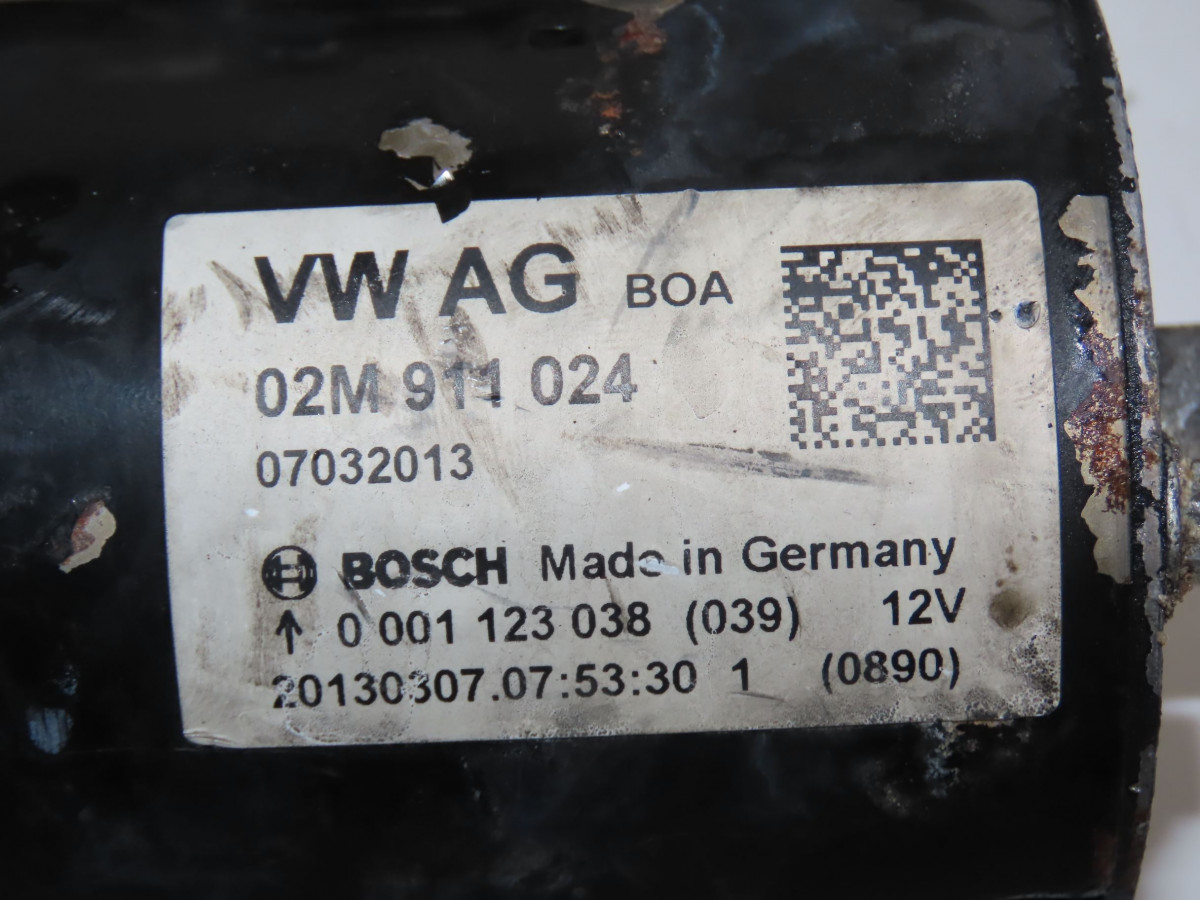 VW AG BOA
02M 911 024
07032013
BOSCH Made in Germany
↑ 0 001 123 038 (039) 12V
20130307.07:53:30 1 (0890)